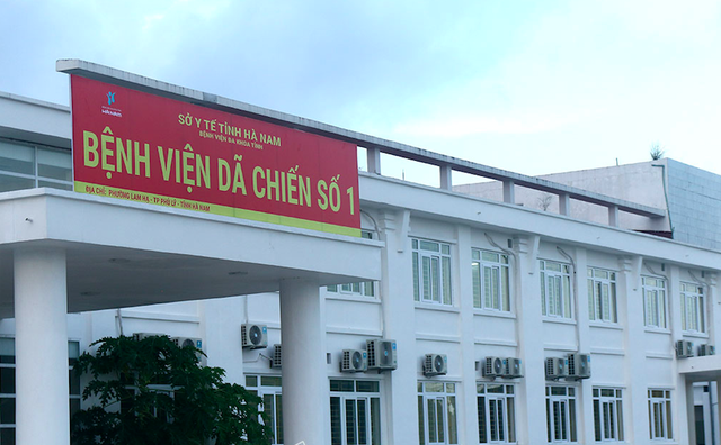 SỞ Y TẾ TỈNH HÀ NAM
BỆNH VIỆN ĐA KHOA TỈNH
BỆNH VIỆN DÃ CHIẾN SỐ 1
ĐỊA CHỈ: PHƯỜNG LAM HẠ - TP PHỦ LÝ - TỈNH HÀ NAM